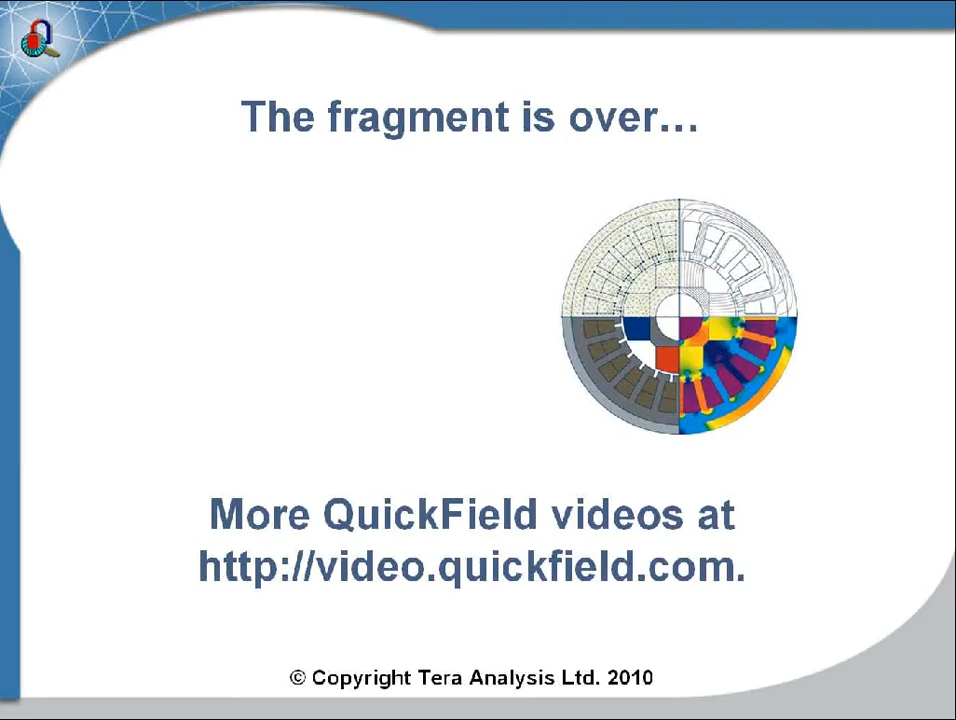 The fragment is over...
More QuickField videos at
http://video.quickfield.com.
© Copyright Tera Analysis Ltd. 2010